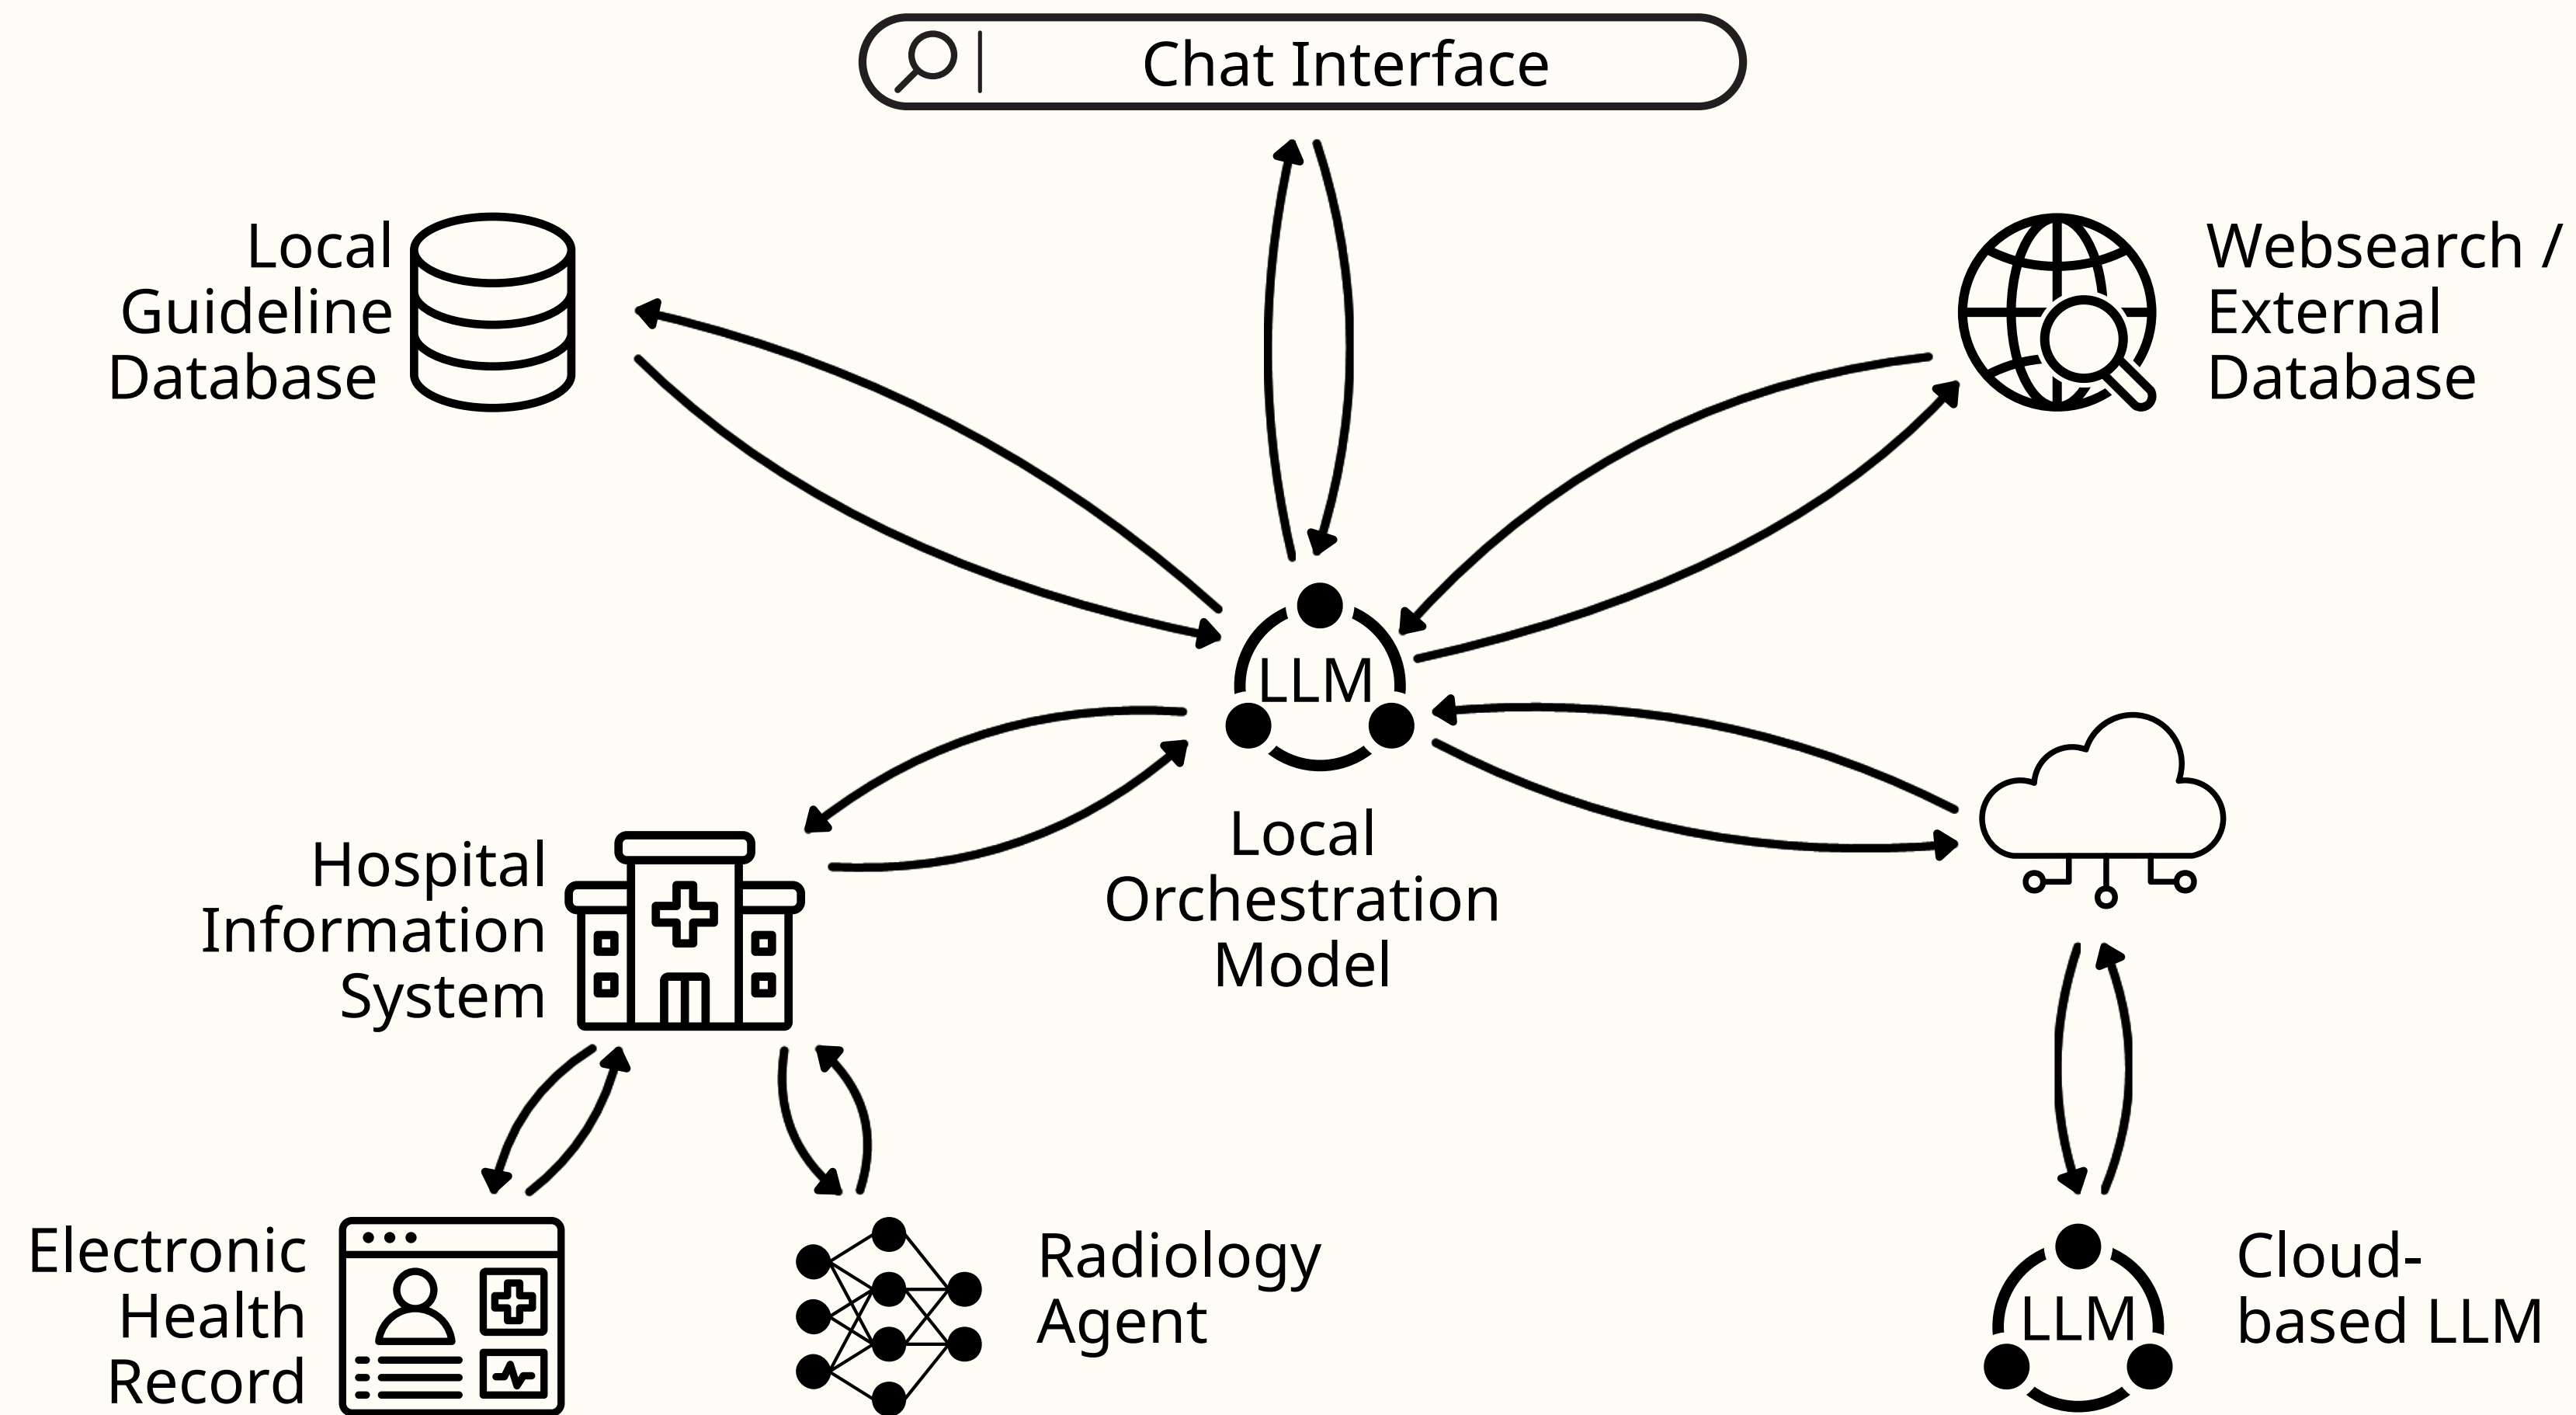 Chat Interface
Local
Guideline
Database
Websearch /
External
Database
LLM
Local
Orchestration
Model
Hospital
Information
System
Electronic
Health
Record
Radiology
Agent
LLM
Cloud-
based LLM